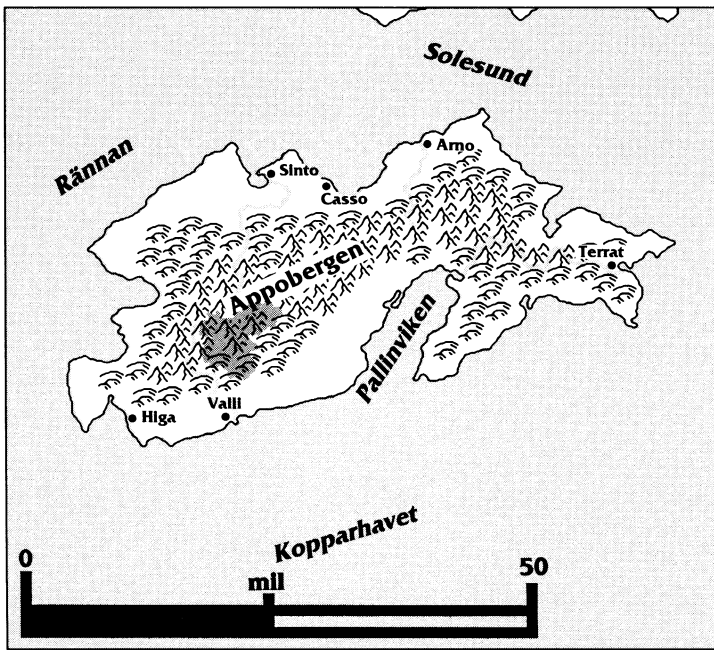 Solesund
Rännan
Arno
Sinto
Casso
Appobergen
Terrat
Pallinviken
Higa
Valli
Kopparhavet
0
mil
50